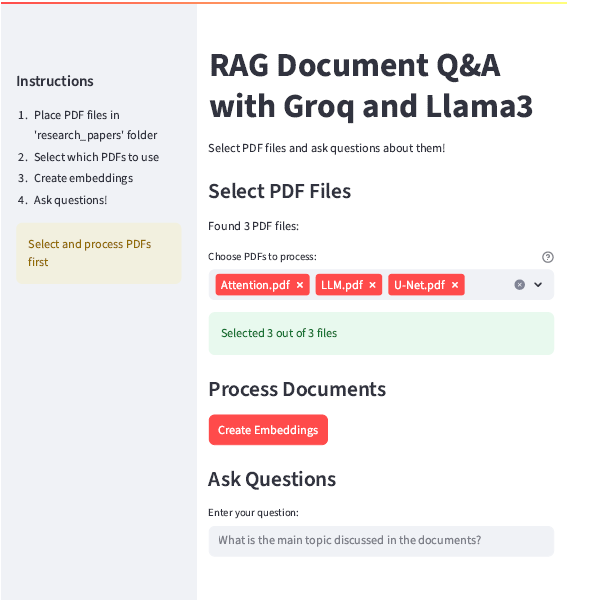 Instructions
1. Place PDF files in
'research_papers' folder
2. Select which PDFs to use
3. Create embeddings
4. Ask questions!
Select and process PDFs
first
RAG Document Q&A
with Groq and Llama3
Select PDF files and ask questions about them!
Select PDF Files
Found 3 PDF files:
Choose PDFs to process:
Attention.pdf × LLM.pdf × U-Net.pdf ×
Selected 3 out of 3 files
Process Documents
Create Embeddings
Ask Questions
Enter your question:
What is the main topic discussed in the documents?